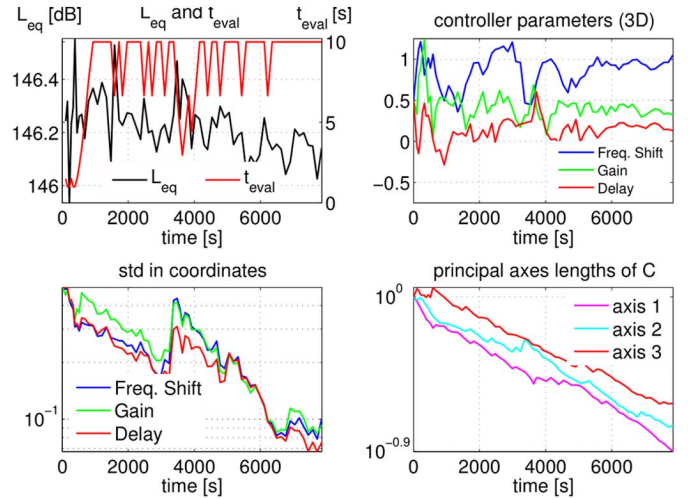 L_eq [dB] L_eq and t_eval t_eval [s]
146.4
146.2
146
10
5
0
L_eq t_eval
0 2000 4000 6000
time [s]
controller parameters (3D)
1
0.5
0
−0.5
Freq. Shift
Gain
Delay
0 2000 4000 6000
time [s]
std in coordinates
10^−1
Freq. Shift
Gain
Delay
0 2000 4000 6000
time [s]
principal axes lengths of C
10^0
10^−0.9
axis 1
axis 2
axis 3
0 2000 4000 6000
time [s]